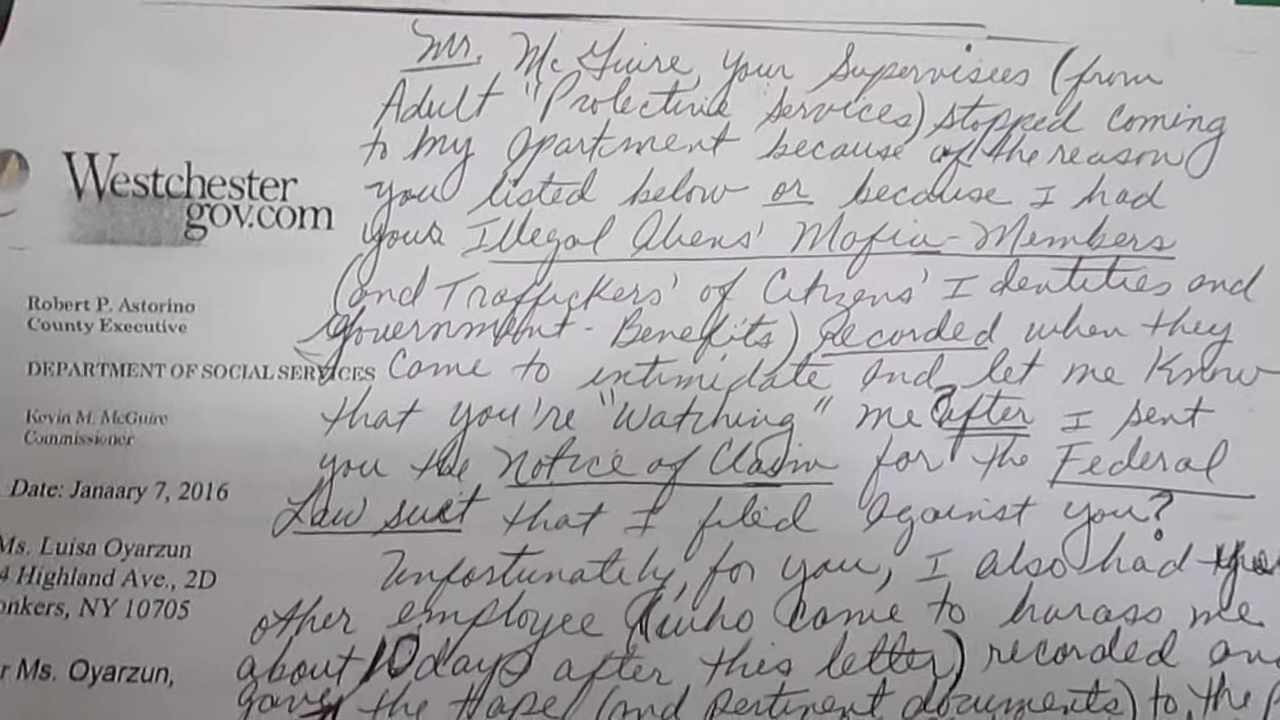 Mr. McGuire, your Supervisees (from
Adult "Protective Services) stopped coming
to my apartment because of the reason
you listed below or because I had
your Illegal Aliens' Mafia-Members
(and Traffickers' of Citizens' Identities and
Government-Benefits) recorded when they
came to intimidate and let me know
that you're "watching" me after I sent
you the Notice of Claim for the Federal
Law suit that I filed against you?
Unfortunately, for you, I also had the
other employee (who came to harass me
about 10 days after this letter) recorded an
gave the tape (and pertinent documents) to the
Westchester
gov.com
Robert P. Astorino
County Executive
DEPARTMENT OF SOCIAL SERVICES
Kevin M. McGuire
Commissioner
Date: Janaary 7, 2016
Ms. Luisa Oyarzun
4 Highland Ave., 2D
onkers, NY 10705
r Ms. Oyarzun,